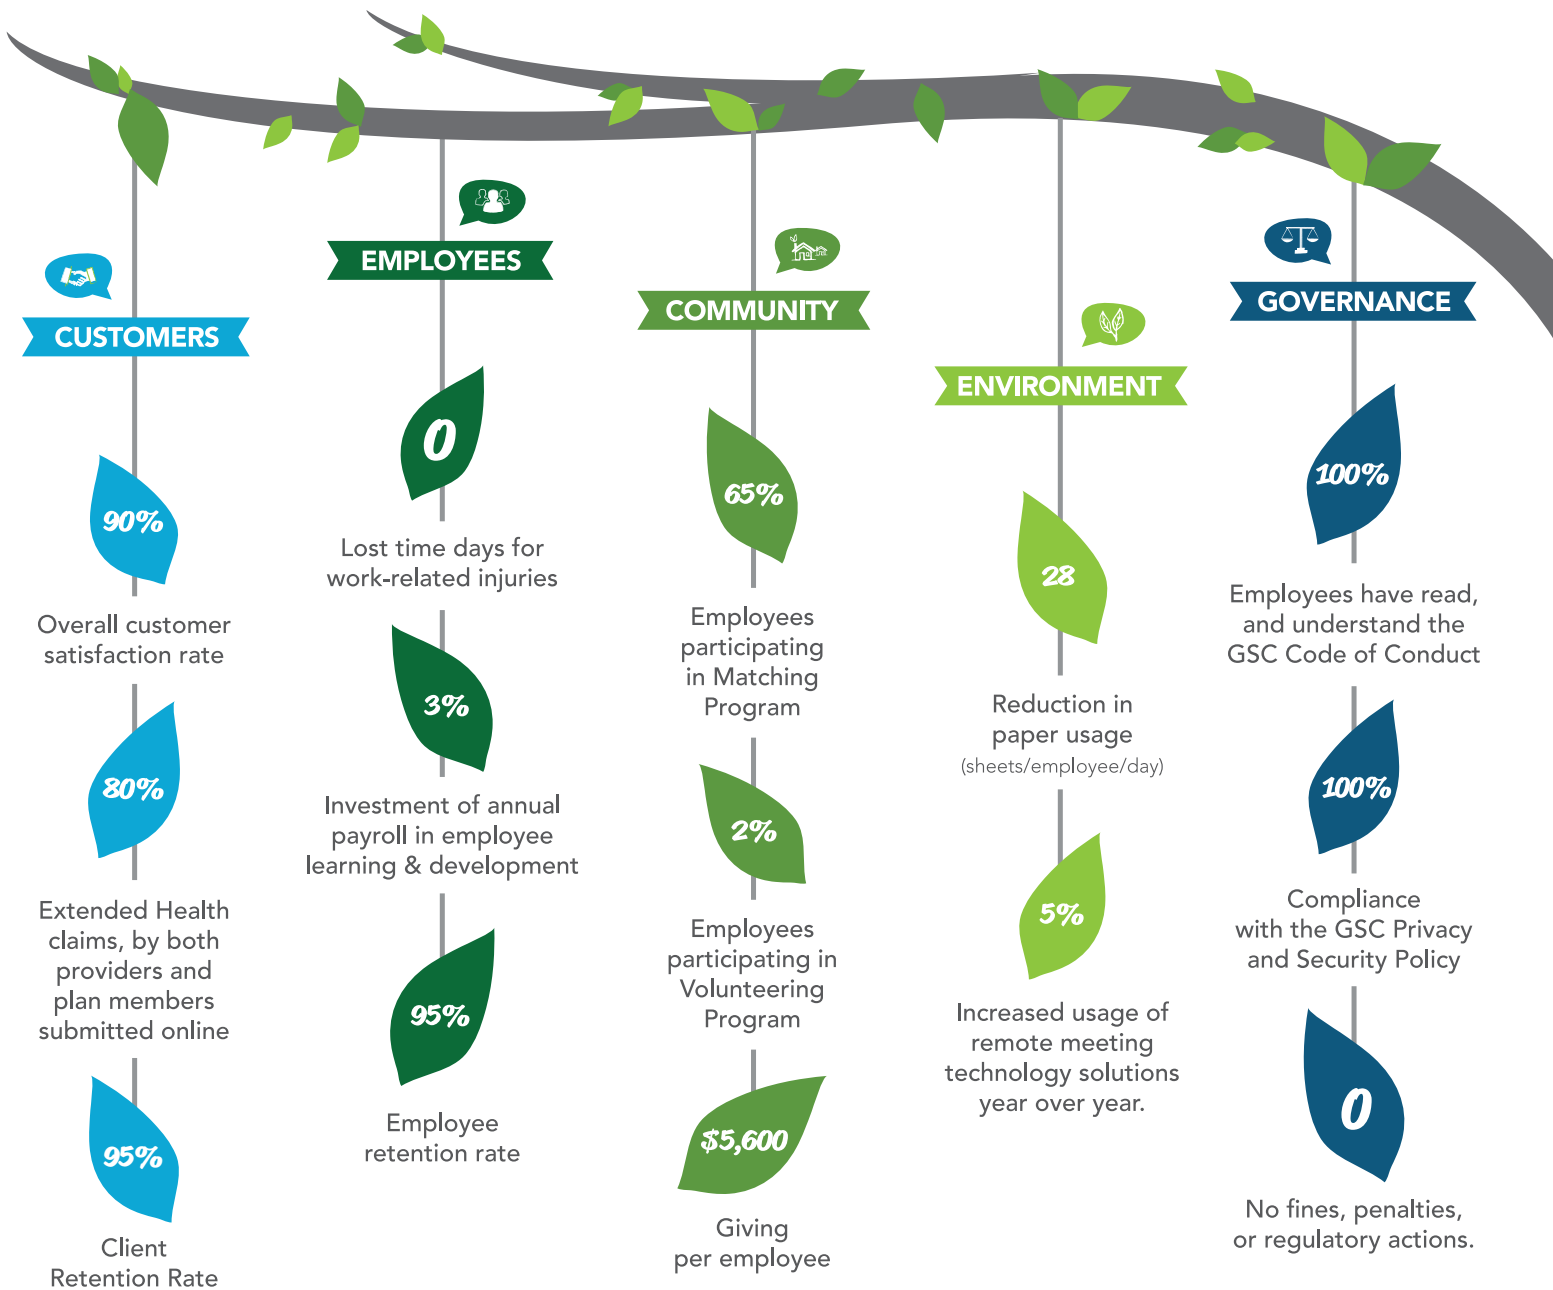 CUSTOMERS
90%
Overall customer
satisfaction rate
80%
Extended Health
claims, by both
providers and
plan members
submitted online
95%
Client
Retention Rate
EMPLOYEES
0
Lost time days for
work-related injuries
3%
Investment of annual
payroll in employee
learning & development
95%
Employee
retention rate
COMMUNITY
65%
Employees
participating
in Matching
Program
2%
Employees
participating in
Volunteering
Program
$5,600
Giving
per employee
ENVIRONMENT
28
Reduction in
paper usage
(sheets/employee/day)
5%
Increased usage of
remote meeting
technology solutions
year over year.
GOVERNANCE
100%
Employees have read,
and understand the
GSC Code of Conduct
100%
Compliance
with the GSC Privacy
and Security Policy
0
No fines, penalties,
or regulatory actions.